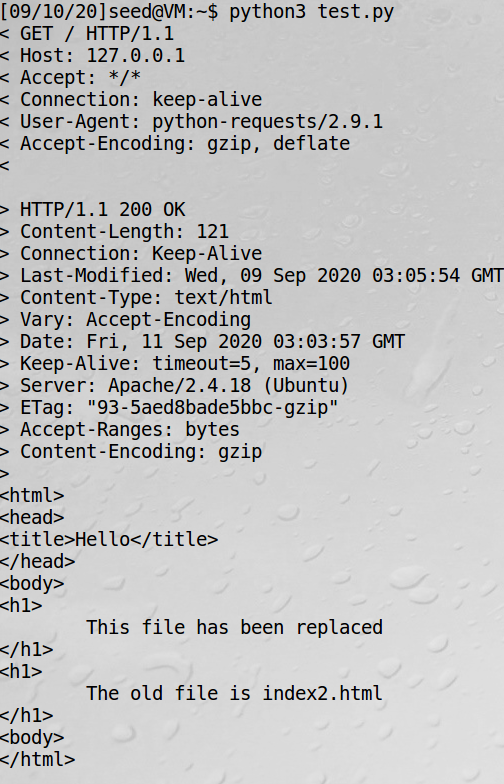 [09/10/20]seed@VM:~$ python3 test.py
< GET / HTTP/1.1
< Host: 127.0.0.1
< Accept: */*
< Connection: keep-alive
< User-Agent: python-requests/2.9.1
< Accept-Encoding: gzip, deflate
<
> HTTP/1.1 200 OK
> Content-Length: 121
> Connection: Keep-Alive
> Last-Modified: Wed, 09 Sep 2020 03:05:54 GMT
> Content-Type: text/html
> Vary: Accept-Encoding
> Date: Fri, 11 Sep 2020 03:03:57 GMT
> Keep-Alive: timeout=5, max=100
> Server: Apache/2.4.18 (Ubuntu)
> ETag: "93-5aed8bade5bbc-gzip"
> Accept-Ranges: bytes
> Content-Encoding: gzip
>
<html>
<head>
<title>Hello</title>
</head>
<body>
<h1>
        This file has been replaced
</h1>
<h1>
        The old file is index2.html
</h1>
<body>
</html>